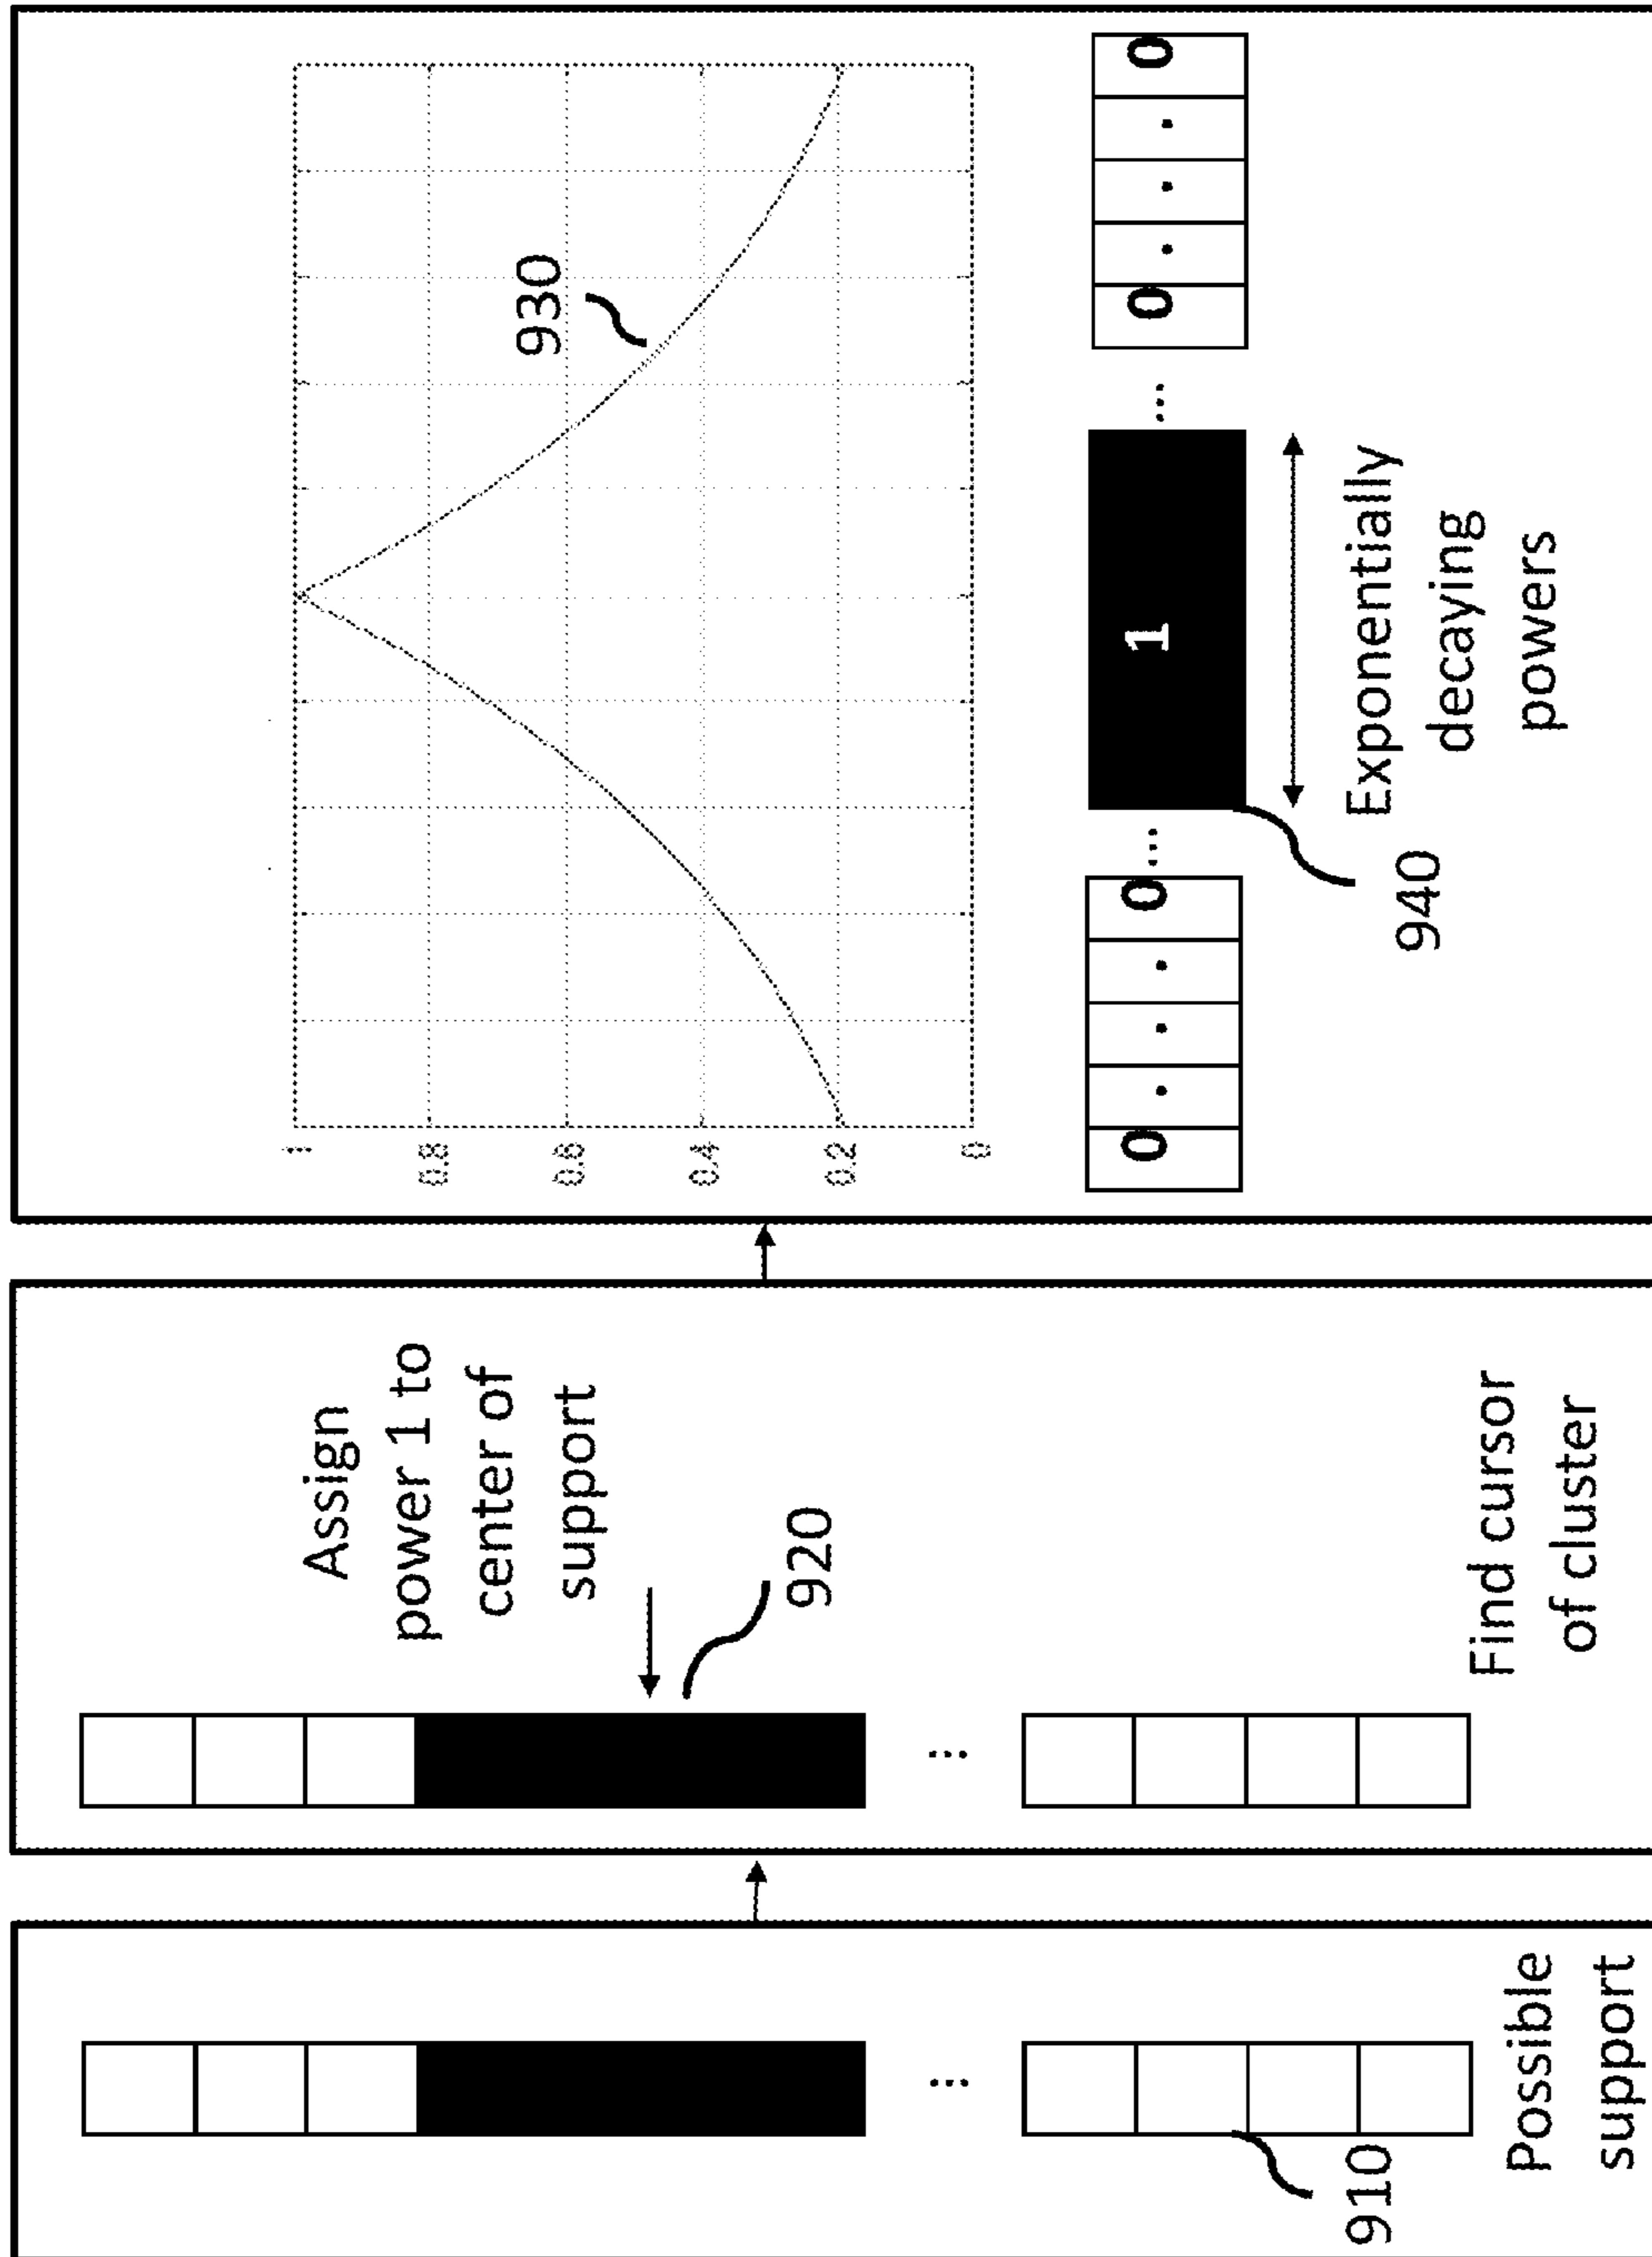 Possible
support
910
Assign
power 1 to
center of
support
920
...
Find cursor
of cluster
1
0.8
0.6
0.4
0.2
0
930
0 . . . 0 ... 1 ... 0 . . . 0
940
Exponentially
decaying
powers